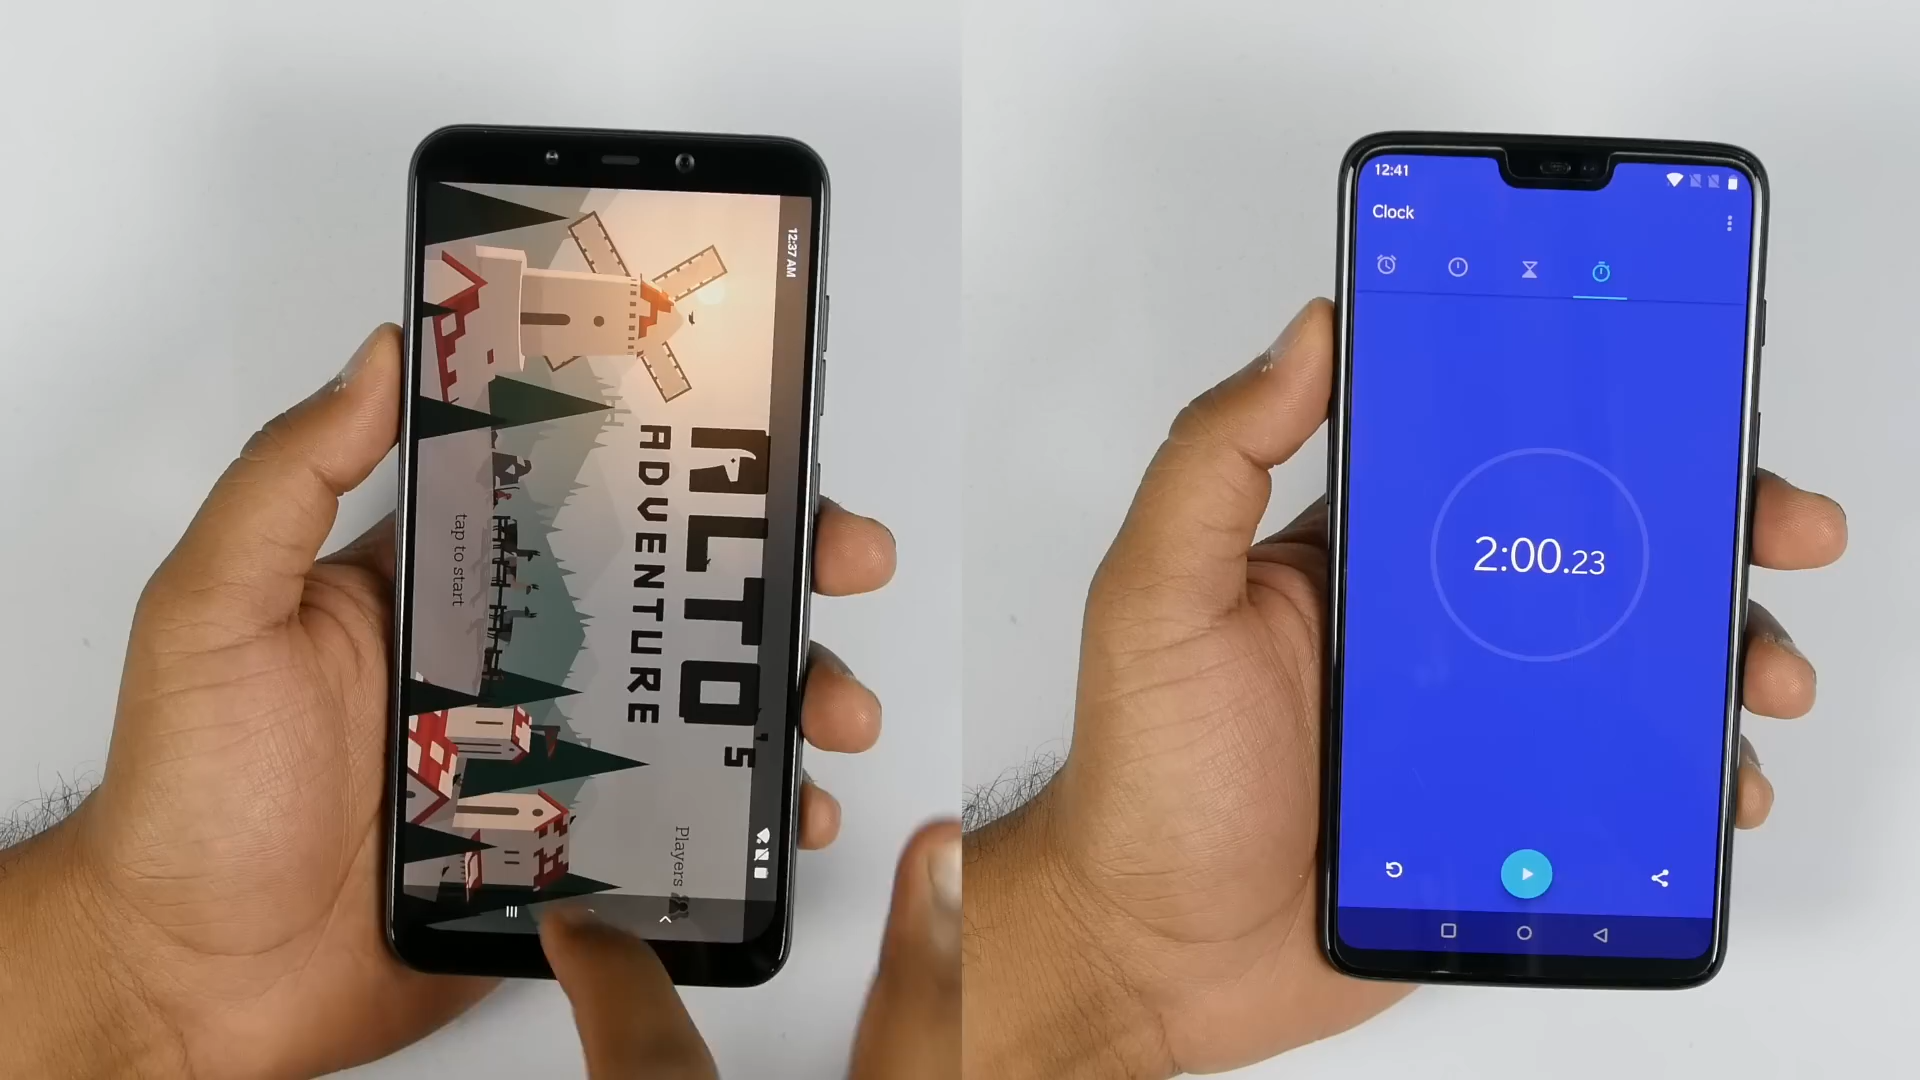 12:37 AM
ALTO'S
ADVENTURE
tap to start
Players
12:41
Clock
2:00.23